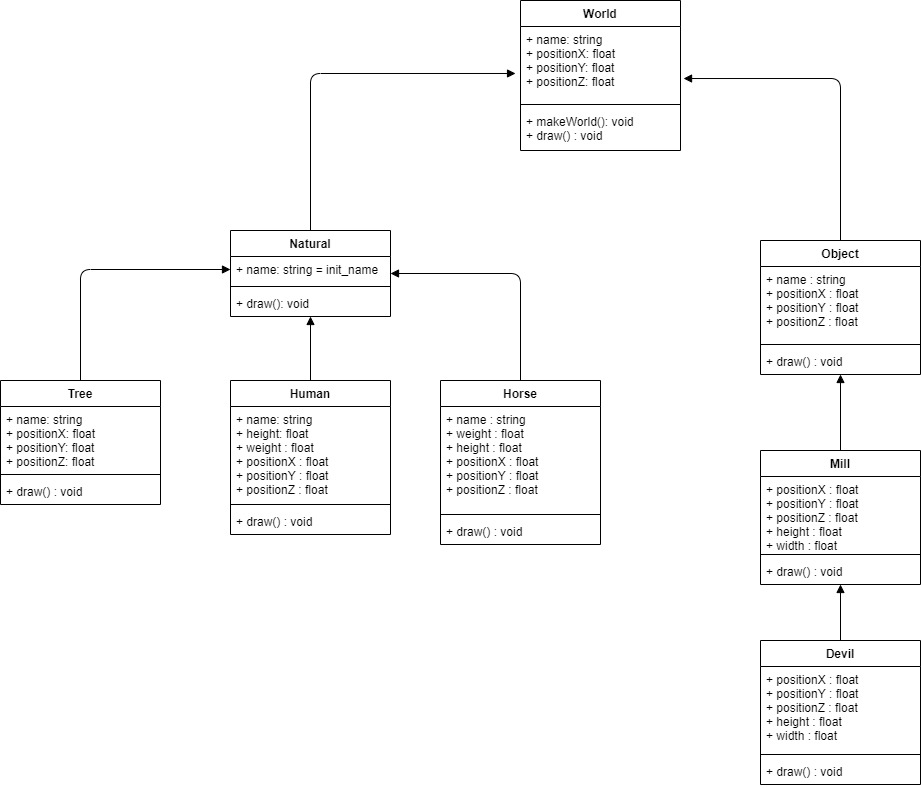 World
+ name: string
+ positionX: float
+ positionY: float
+ positionZ: float
+ makeWorld(): void
+ draw() : void
Natural
+ name: string = init_name
+ draw(): void
Object
+ name : string
+ positionX : float
+ positionY : float
+ positionZ : float
+ draw() : void
Tree
+ name: string
+ positionX: float
+ positionY: float
+ positionZ: float
+ draw() : void
Human
+ name: string
+ height: float
+ weight : float
+ positionX : float
+ positionY : float
+ positionZ : float
+ draw() : void
Horse
+ name : string
+ weight : float
+ height : float
+ positionX : float
+ positionY : float
+ positionZ : float
+ draw() : void
Mill
+ positionX : float
+ positionY : float
+ positionZ : float
+ height : float
+ width : float
+ draw() : void
Devil
+ positionX : float
+ positionY : float
+ positionZ : float
+ height : float
+ width : float
+ draw() : void